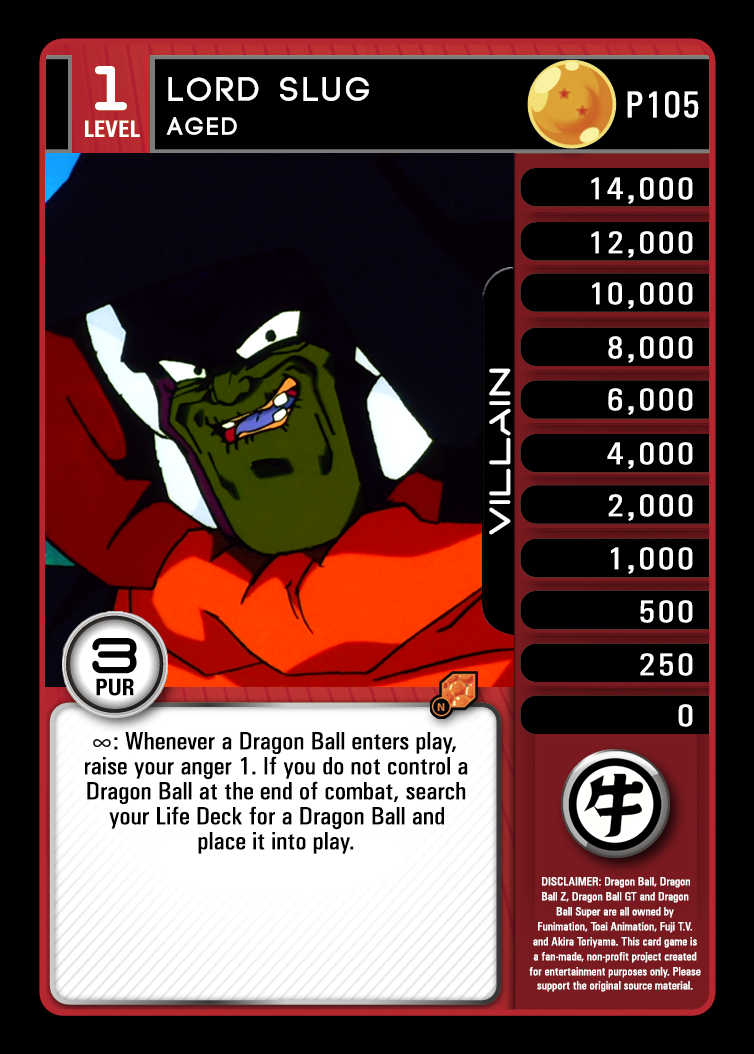 1
LEVEL
LORD SLUG
AGED
P105
14,000
12,000
10,000
8,000
6,000
4,000
2,000
1,000
500
250
0
VILLAIN
3
PUR
N
∞: Whenever a Dragon Ball enters play,
raise your anger 1. If you do not control a
Dragon Ball at the end of combat, search
your Life Deck for a Dragon Ball and
place it into play.
牛
DISCLAIMER: Dragon Ball, Dragon
Ball Z, Dragon Ball GT and Dragon
Ball Super are all owned by
Funimation, Toei Animation, Fuji T.V.
and Akira Toriyama. This card game is
a fan-made, non-profit project created
for entertainment purposes only. Please
support the original source material.